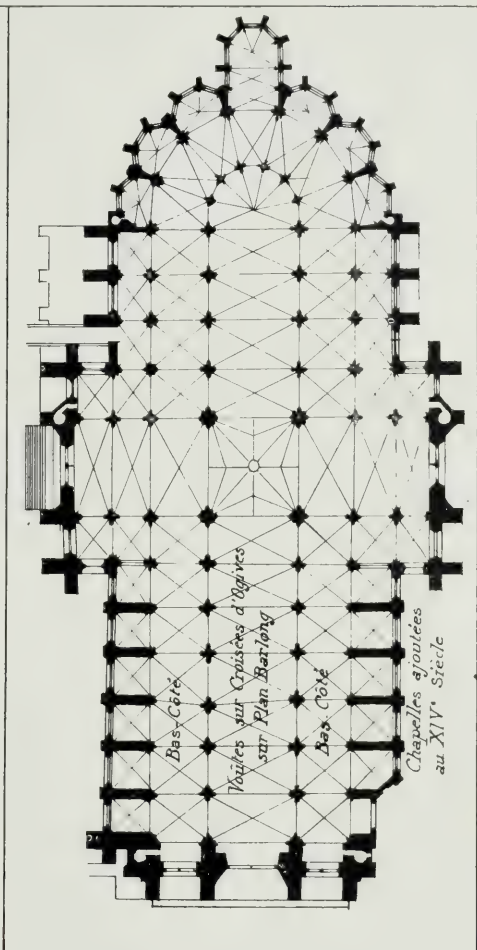 Bas-Côté
Voûtes sur Croisées d'Ogives
sur Plan Barlong
Bas Côté
Chapelles ajoutées
au XIVe Siècle